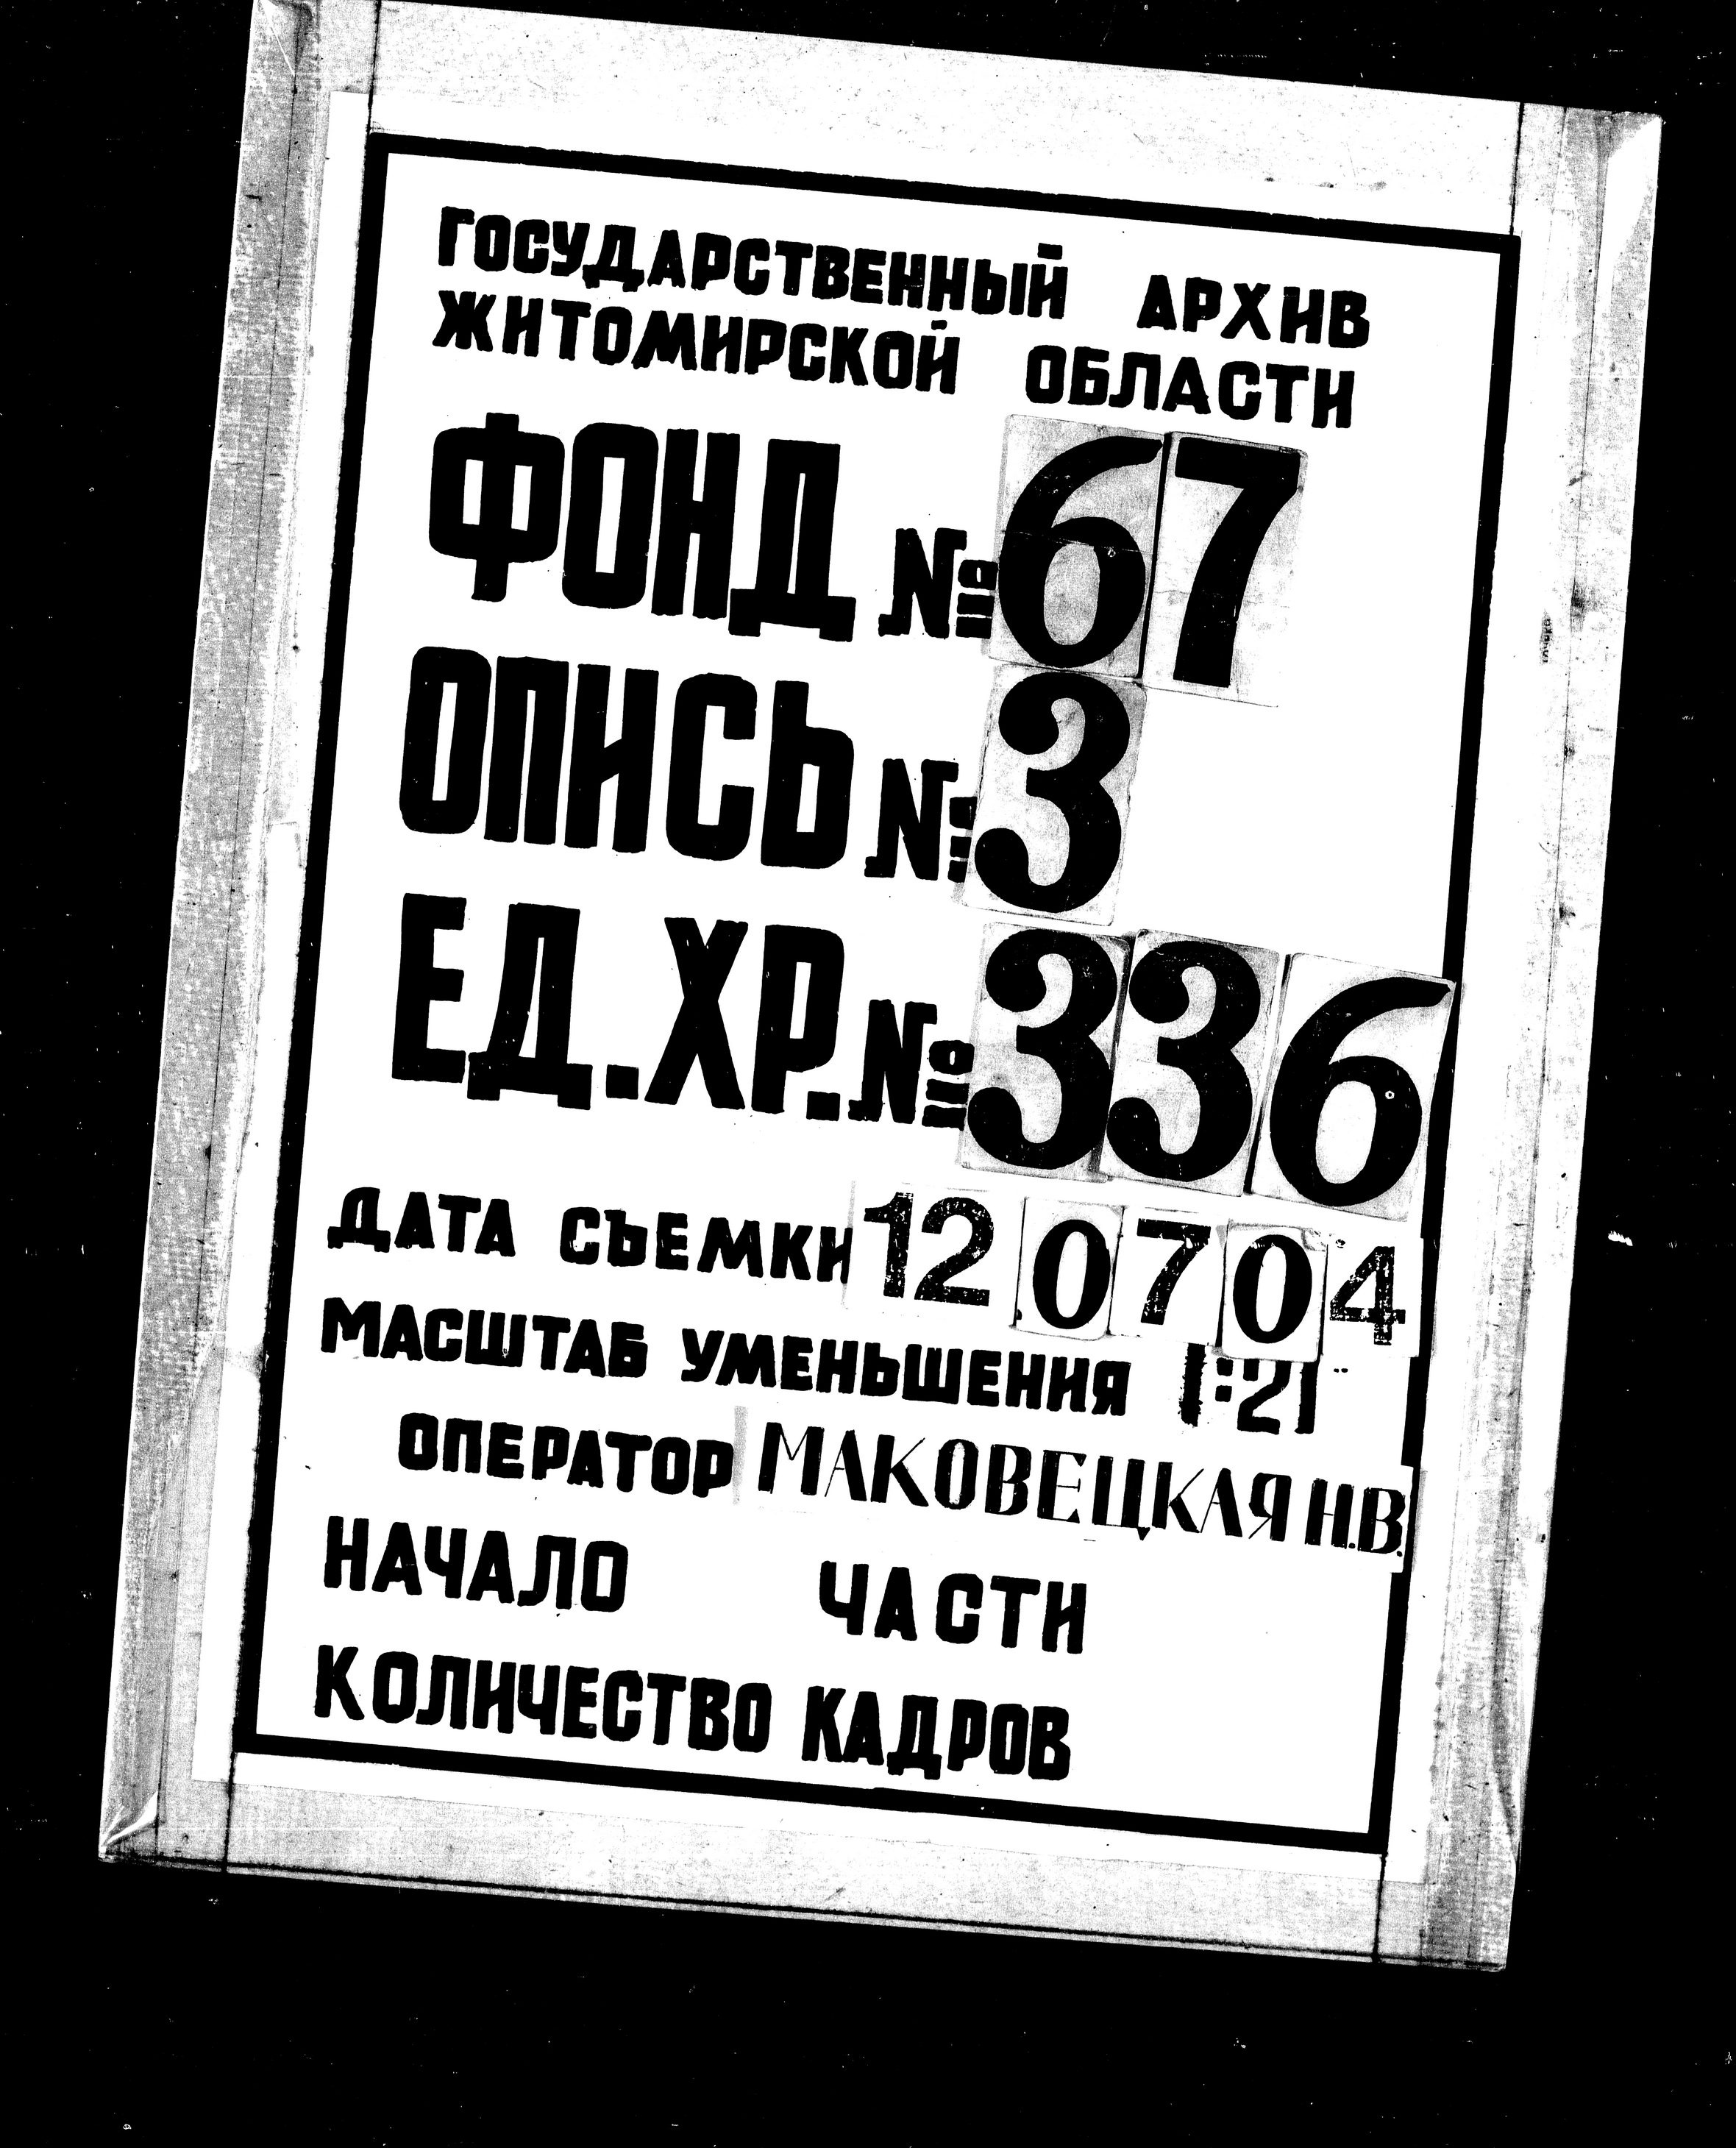 ГОСУДАРСТВЕННЫЙ АРХИВ
ЖИТОМИРСКОЙ ОБЛАСТИ
ФОНД № 67
ОПИСЬ № 3
ЕД.ХР. № 336
ДАТА СЪЕМКИ 12.07 04
МАСШТАБ УМЕНЬШЕНИЯ 1:21
ОПЕРАТОР МАКОВЕЦКАЯ Н.В.
НАЧАЛО ЧАСТИ
КОЛИЧЕСТВО КАДРОВ